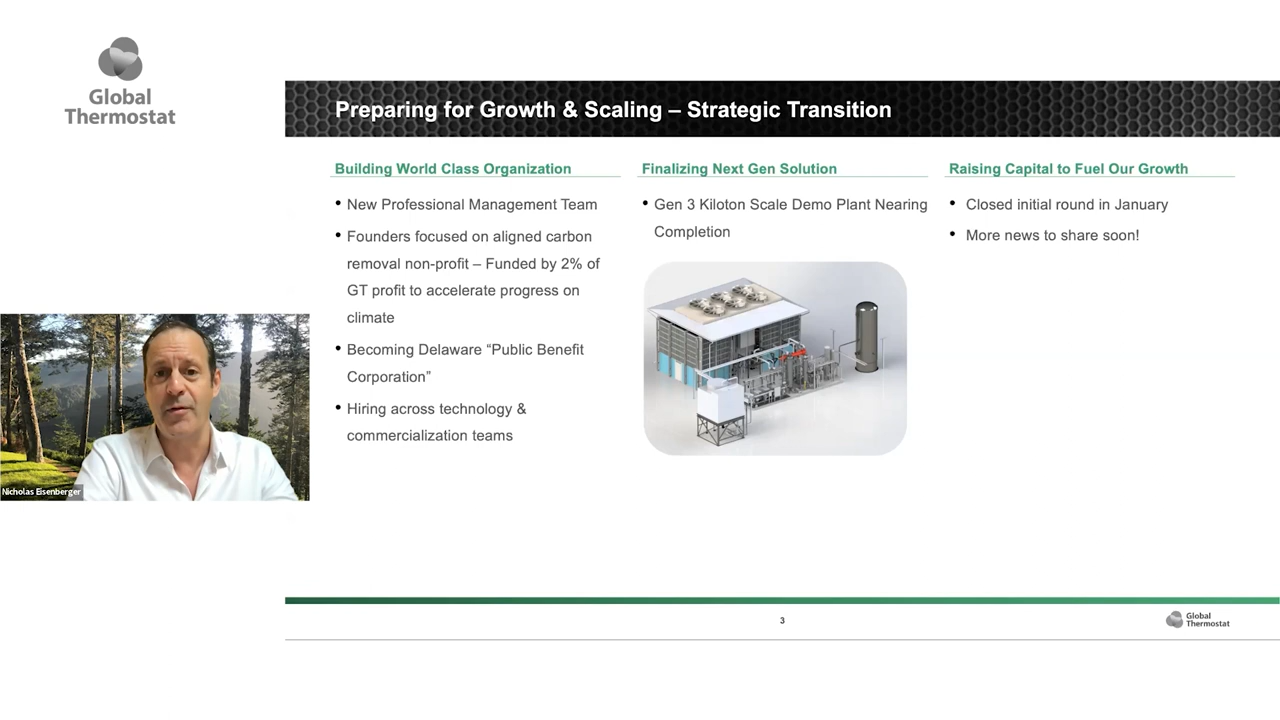 Global
Thermostat
Preparing for Growth & Scaling – Strategic Transition
Building World Class Organization
• New Professional Management Team
• Founders focused on aligned carbon
removal non-profit – Funded by 2% of
GT profit to accelerate progress on
climate
• Becoming Delaware “Public Benefit
Corporation”
• Hiring across technology &
commercialization teams
Finalizing Next Gen Solution
• Gen 3 Kiloton Scale Demo Plant Nearing
Completion
Raising Capital to Fuel Our Growth
• Closed initial round in January
• More news to share soon!
Nicholas Eisenberger
3
Global
Thermostat